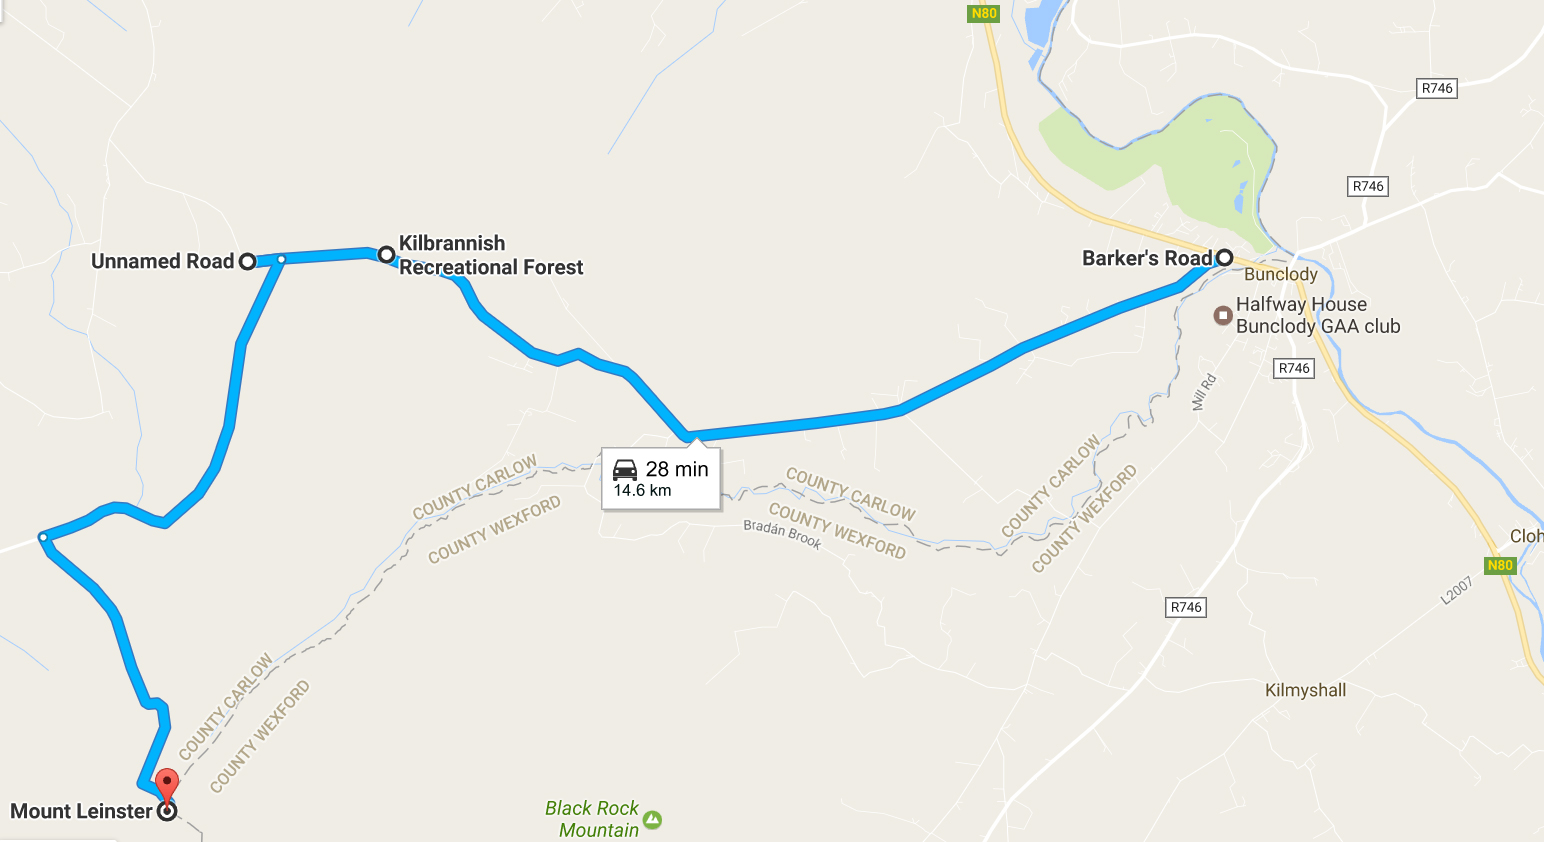 N80
R746
R746
Unnamed Road
Kilbrannish
Recreational Forest
Barker's Road
Bunclody
Halfway House
Bunclody GAA club
R746
Mill Rd
28 min
14.6 km
COUNTY CARLOW
COUNTY WEXFORD
COUNTY CARLOW
COUNTY WEXFORD
Bradán Brook
COUNTY CARLOW
COUNTY WEXFORD
Cloh
N80
L2007
R746
Kilmyshall
COUNTY CARLOW
COUNTY WEXFORD
Mount Leinster
Black Rock
Mountain